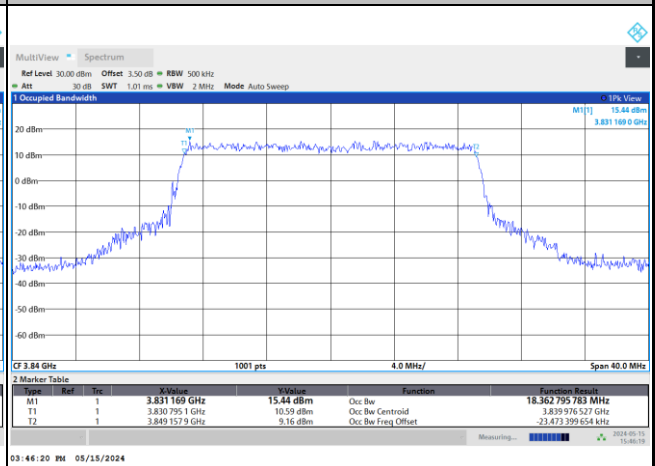 MultiView Spectrum
Ref Level 30.00 dBm Offset 3.50 dB RBW 500 kHz
Att 30 dB SWT 1.01 ms VBW 2 MHz Mode Auto Sweep
1 Occupied Bandwidth 1Pk View
M1[1] 15.44 dBm
3.831 169 0 GHz
20 dBm
M1
T1
T2
10 dBm
0 dBm
-10 dBm
-20 dBm
-30 dBm
-40 dBm
-50 dBm
-60 dBm
CF 3.84 GHz 1001 pts 4.0 MHz/ Span 40.0 MHz
2 Marker Table
Type Ref Trc X-Value Y-Value Function Function Result
M1 1 3.831 169 GHz 15.44 dBm Occ Bw 18.362 795 783 MHz
T1 1 3.830 795 1 GHz 10.59 dBm Occ Bw Centroid 3.839 976 527 GHz
T2 1 3.849 157 9 GHz 9.16 dBm Occ Bw Freq Offset -23.473 399 654 kHz
Measuring... 2024-05-15
15:46:19
03:46:20 PM 05/15/2024